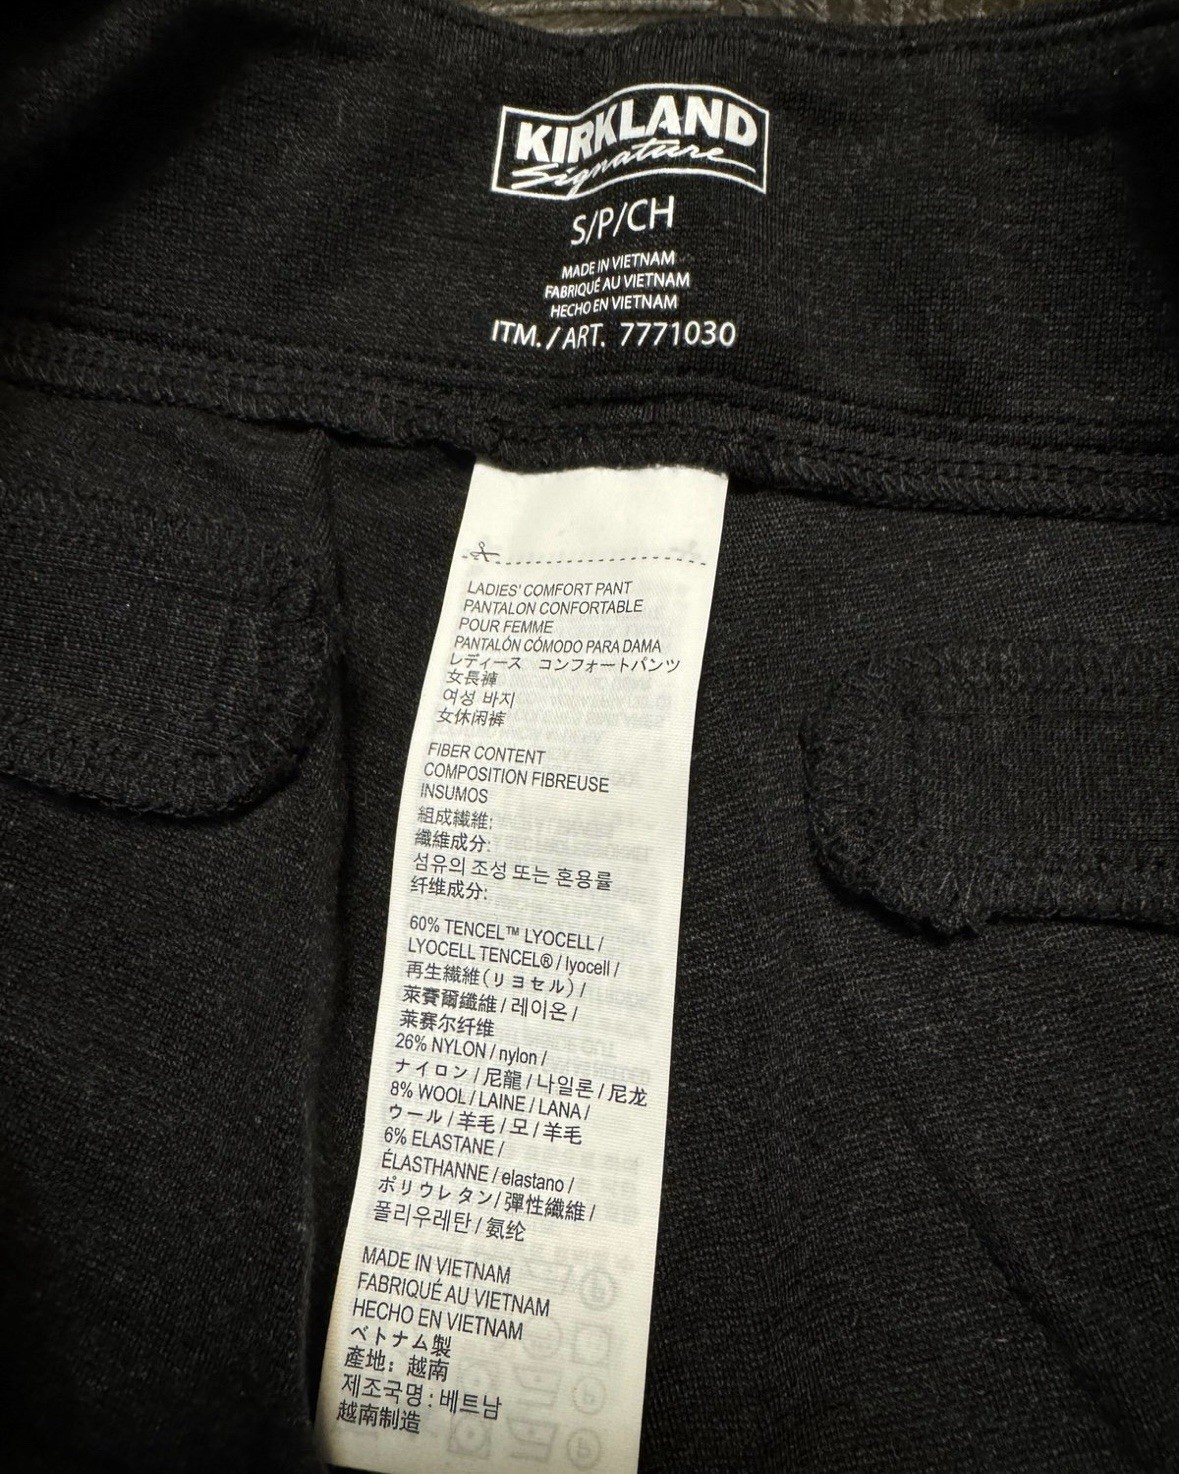 KIRKLAND
Signature
S/P/CH
MADE IN VIETNAM
FABRIQUÉ AU VIETNAM
HECHO EN VIETNAM
ITM./ART. 7771030
LADIES' COMFORT PANT
PANTALON CONFORTABLE
POUR FEMME
PANTALÓN CÓMODO PARA DAMA
レディース コンフォートパンツ
女長褲
여성 바지
女休闲裤
FIBER CONTENT
COMPOSITION FIBREUSE
INSUMOS
組成繊維:
纖維成分:
섬유의 조성 또는 혼용률
纤维成分:
60% TENCEL™ LYOCELL /
LYOCELL TENCEL® / lyocell /
再生繊維(リヨセル) /
萊賽爾纖維 / 레이온 /
莱赛尔纤维
26% NYLON / nylon /
ナイロン / 尼龍 / 나일론 / 尼龙
8% WOOL / LAINE / LANA /
ウール / 羊毛 / 모 / 羊毛
6% ELASTANE /
ÉLASTHANNE / elastano /
ポリウレタン / 彈性纖維 /
폴리우레탄 / 氨纶
MADE IN VIETNAM
FABRIQUÉ AU VIETNAM
HECHO EN VIETNAM
ベトナム製
產地: 越南
제조국명: 베트남
越南制造